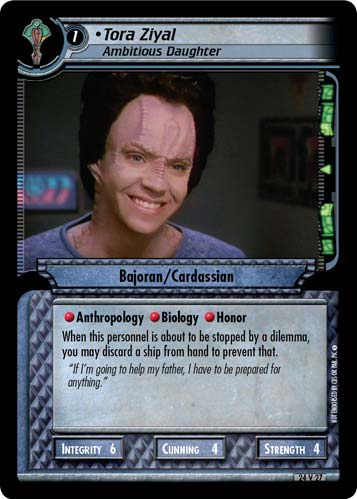 1
•Tora Ziyal
Ambitious Daughter
Bajoran/Cardassian
Anthropology Biology Honor
When this personnel is about to be stopped by a dilemma,
you may discard a ship from hand to prevent that.
"If I'm going to help my father, I have to be prepared for
anything."
INTEGRITY 6 CUNNING 4 STRENGTH 4
24 V 27